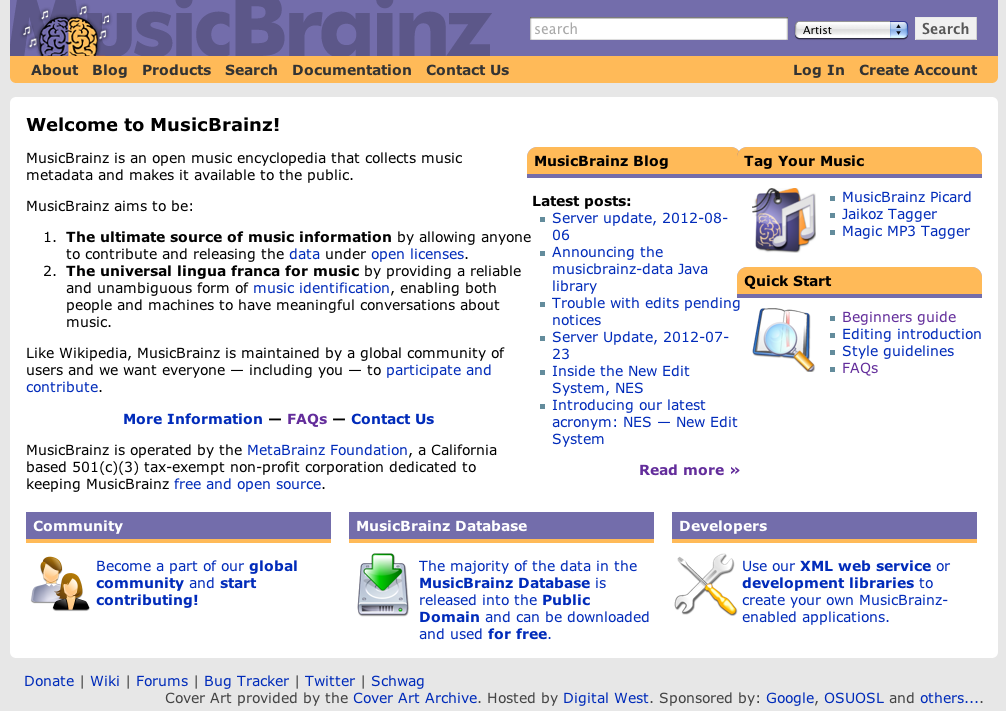 MusicBrainz
search
Artist
Search
About Blog Products Search Documentation Contact Us
Log In Create Account
Welcome to MusicBrainz!
MusicBrainz is an open music encyclopedia that collects music
metadata and makes it available to the public.
MusicBrainz aims to be:
1. The ultimate source of music information by allowing anyone
to contribute and releasing the data under open licenses.
2. The universal lingua franca for music by providing a reliable
and unambiguous form of music identification, enabling both
people and machines to have meaningful conversations about
music.
Like Wikipedia, MusicBrainz is maintained by a global community of
users and we want everyone — including you — to participate and
contribute.
More Information — FAQs — Contact Us
MusicBrainz is operated by the MetaBrainz Foundation, a California
based 501(c)(3) tax-exempt non-profit corporation dedicated to
keeping MusicBrainz free and open source.
MusicBrainz Blog
Latest posts:
Server update, 2012-08-
06
Announcing the
musicbrainz-data Java
library
Trouble with edits pending
notices
Server Update, 2012-07-
23
Inside the New Edit
System, NES
Introducing our latest
acronym: NES — New Edit
System
Read more »
Tag Your Music
MusicBrainz Picard
Jaikoz Tagger
Magic MP3 Tagger
Quick Start
Beginners guide
Editing introduction
Style guidelines
FAQs
Community
Become a part of our global
community and start
contributing!
MusicBrainz Database
The majority of the data in the
MusicBrainz Database is
released into the Public
Domain and can be downloaded
and used for free.
Developers
Use our XML web service or
development libraries to
create your own MusicBrainz-
enabled applications.
Donate | Wiki | Forums | Bug Tracker | Twitter | Schwag
Cover Art provided by the Cover Art Archive. Hosted by Digital West. Sponsored by: Google, OSUOSL and others....